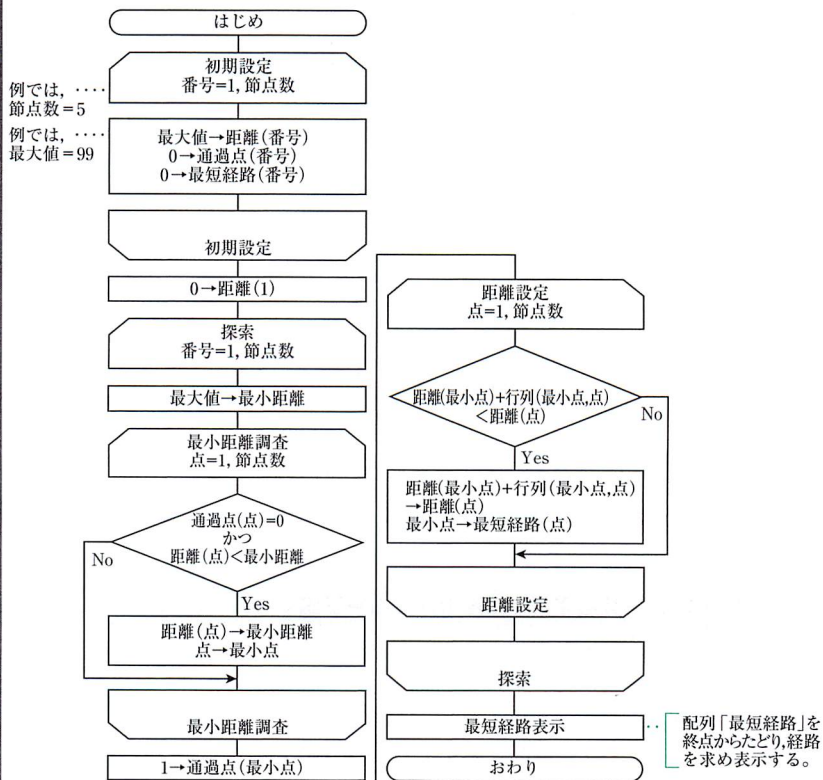 はじめ
初期設定
番号=1, 節点数
例では, ‥‥
節点数=5
例では, ‥‥
最大値=99
最大値→距離(番号)
0→通過点(番号)
0→最短経路(番号)
初期設定
0→距離(1)
探索
番号=1, 節点数
最大値→最小距離
最小距離調査
点=1, 節点数
通過点(点)=0
かつ
距離(点)<最小距離
No
Yes
距離(点)→最小距離
点→最小点
最小距離調査
1→通過点(最小点)
距離設定
点=1, 節点数
距離(最小点)+行列(最小点,点)
<距離(点)
No
Yes
距離(最小点)+行列(最小点,点)
→距離(点)
最小点→最短経路(点)
距離設定
探索
最短経路表示
配列「最短経路」を
終点からたどり,経路
を求め表示する。
おわり